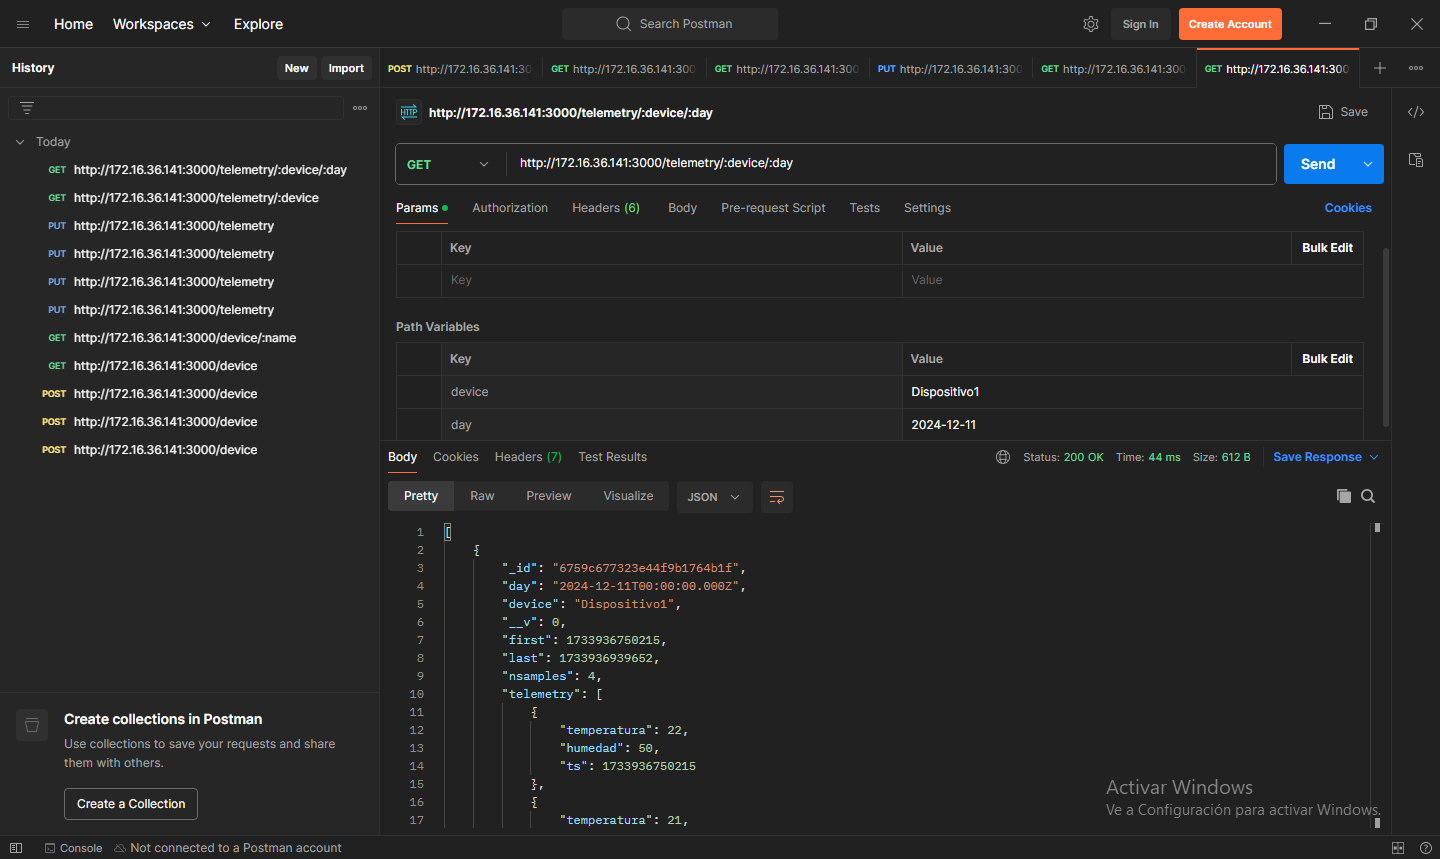 Home Workspaces Explore Search Postman Sign In Create Account
History New Import
POST http://172.16.36.141:30 GET http://172.16.36.141:300 GET http://172.16.36.141:300 PUT http://172.16.36.141:300 GET http://172.16.36.141:300 GET http://172.16.36.141:300
Today
GET http://172.16.36.141:3000/telemetry/:device/:day
GET http://172.16.36.141:3000/telemetry/:device
PUT http://172.16.36.141:3000/telemetry
PUT http://172.16.36.141:3000/telemetry
PUT http://172.16.36.141:3000/telemetry
PUT http://172.16.36.141:3000/telemetry
GET http://172.16.36.141:3000/device/:name
GET http://172.16.36.141:3000/device
POST http://172.16.36.141:3000/device
POST http://172.16.36.141:3000/device
POST http://172.16.36.141:3000/device
Create collections in Postman
Use collections to save your requests and share
them with others.
Create a Collection
HTTP http://172.16.36.141:3000/telemetry/:device/:day Save
GET http://172.16.36.141:3000/telemetry/:device/:day Send
Params Authorization Headers (6) Body Pre-request Script Tests Settings Cookies
Key Value Bulk Edit
Key Value
Path Variables
Key Value Bulk Edit
device Dispositivo1
day 2024-12-11
Body Cookies Headers (7) Test Results Status: 200 OK Time: 44 ms Size: 612 B Save Response
Pretty Raw Preview Visualize JSON
1 [
2 {
3 "_id": "6759c677323e44f9b1764b1f",
4 "day": "2024-12-11T00:00:00.000Z",
5 "device": "Dispositivo1",
6 "__v": 0,
7 "first": 1733936750215,
8 "last": 1733936939652,
9 "nsamples": 4,
10 "telemetry": [
11 {
12 "temperatura": 22,
13 "humedad": 50,
14 "ts": 1733936750215
15 },
16 {
17 "temperatura": 21,
Activar Windows
Ve a Configuración para activar Windows.
Console Not connected to a Postman account